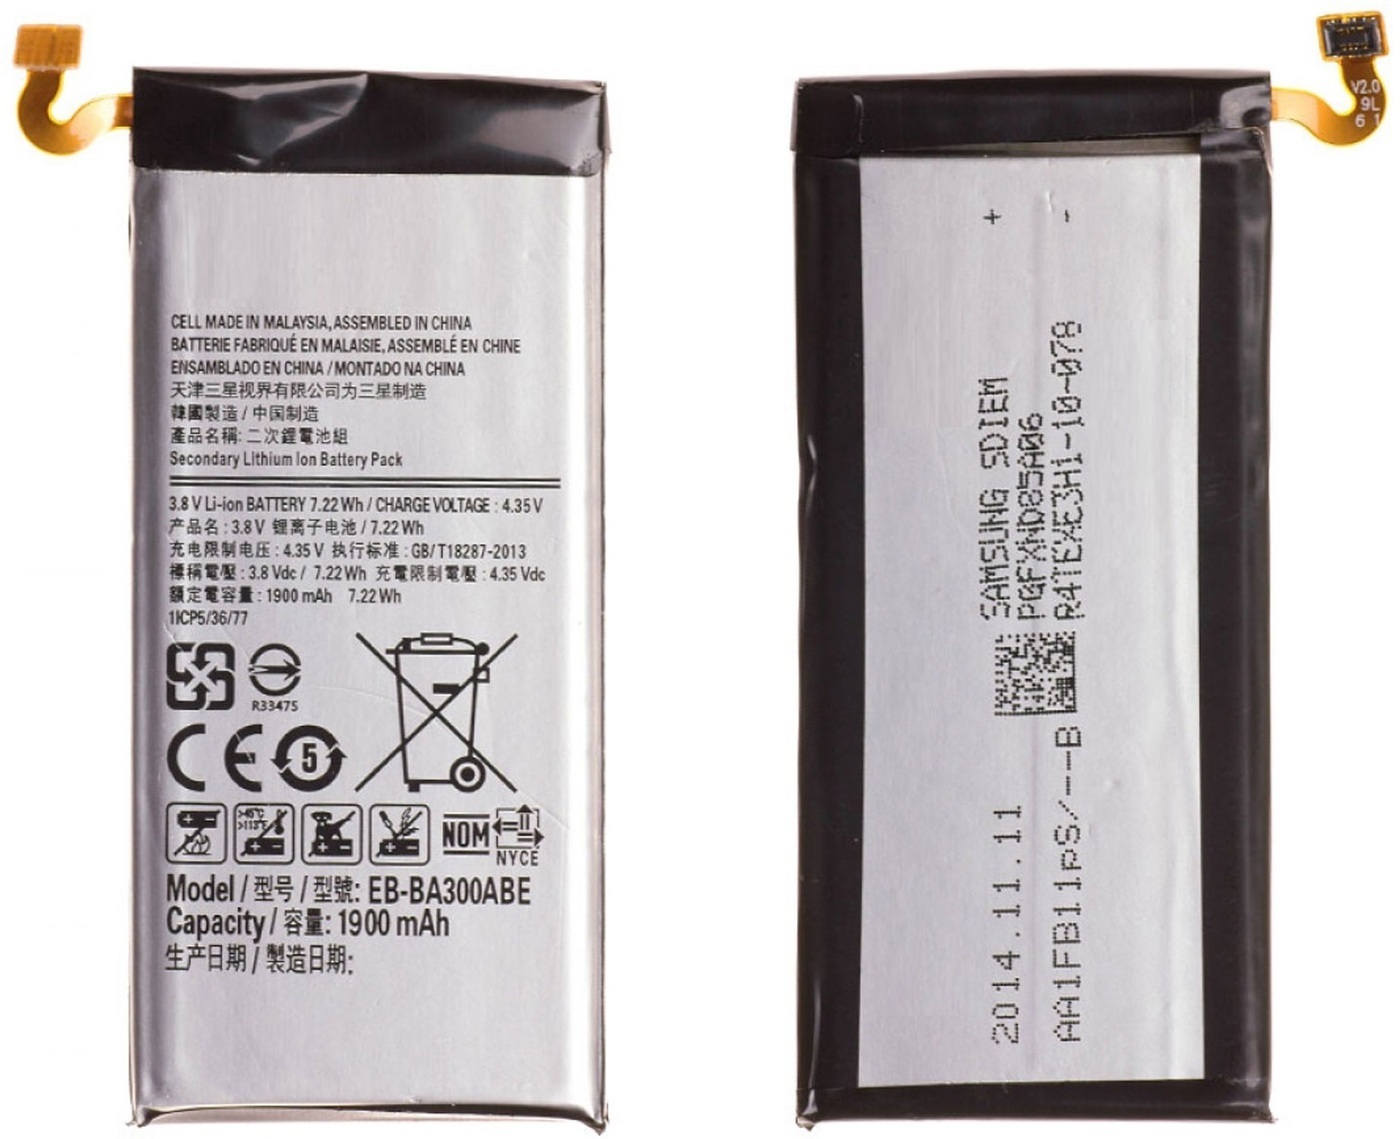 CELL MADE IN MALAYSIA, ASSEMBLED IN CHINA
BATTERIE FABRIQUÉ EN MALAISIE, ASSEMBLÉ EN CHINE
ENSAMBLADO EN CHINA / MONTADO NA CHINA
天津三星视界有限公司为三星制造
韓國製造 / 中国制造
產品名稱: 二次鋰電池組
Secondary Lithium Ion Battery Pack
3.8 V Li-ion BATTERY 7.22 Wh / CHARGE VOLTAGE : 4.35 V
产品名 : 3.8 V 锂离子电池 / 7.22 Wh
充电限制电压 : 4.35 V 执行标准 : GB/T18287-2013
標稱電壓 : 3.8 Vdc / 7.22 Wh 充電限制電壓 : 4.35 Vdc
額定電容量 : 1900 mAh 7.22 Wh
1ICP5/36/77
R33475
CE 5
>45°C
>113°F
NOM
NYCE
Model / 型号 / 型號: EB-BA300ABE
Capacity / 容量: 1900 mAh
生产日期 / 製造日期:
V2.0
9L
6 1
+ -
SAMSUNG SDIEM
PQFXND85A06
R4TEXE3H1-10-078
2014.11.11
AA1FB11pS/--B